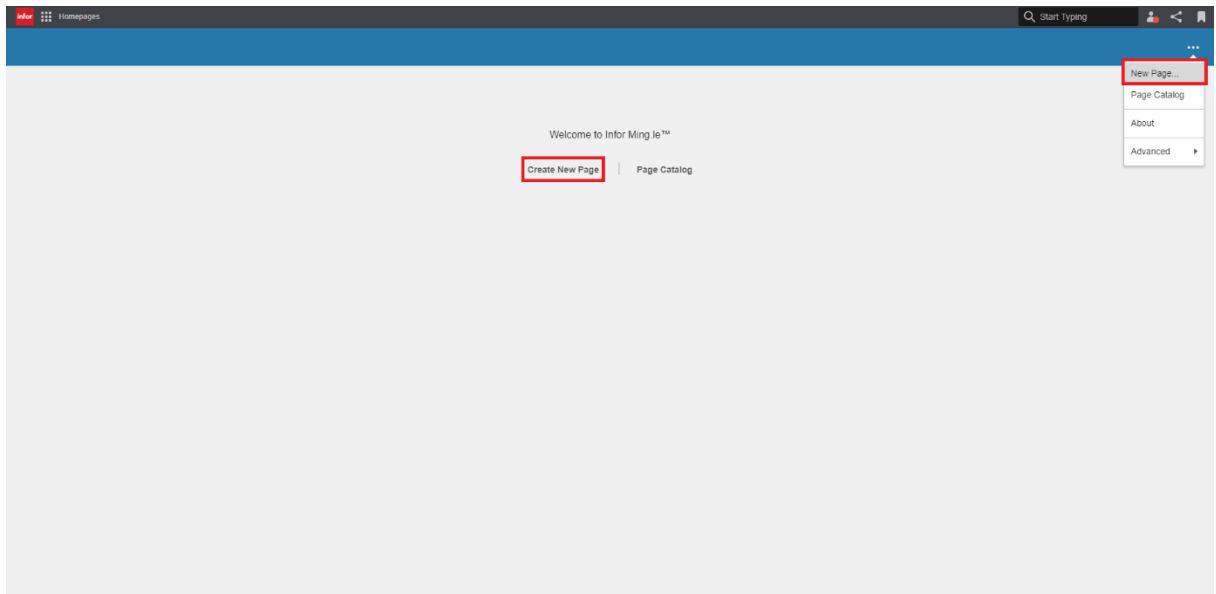 infor Homepages Start Typing
New Page...
Page Catalog
About
Advanced
Welcome to Infor Ming.le™
Create New Page Page Catalog